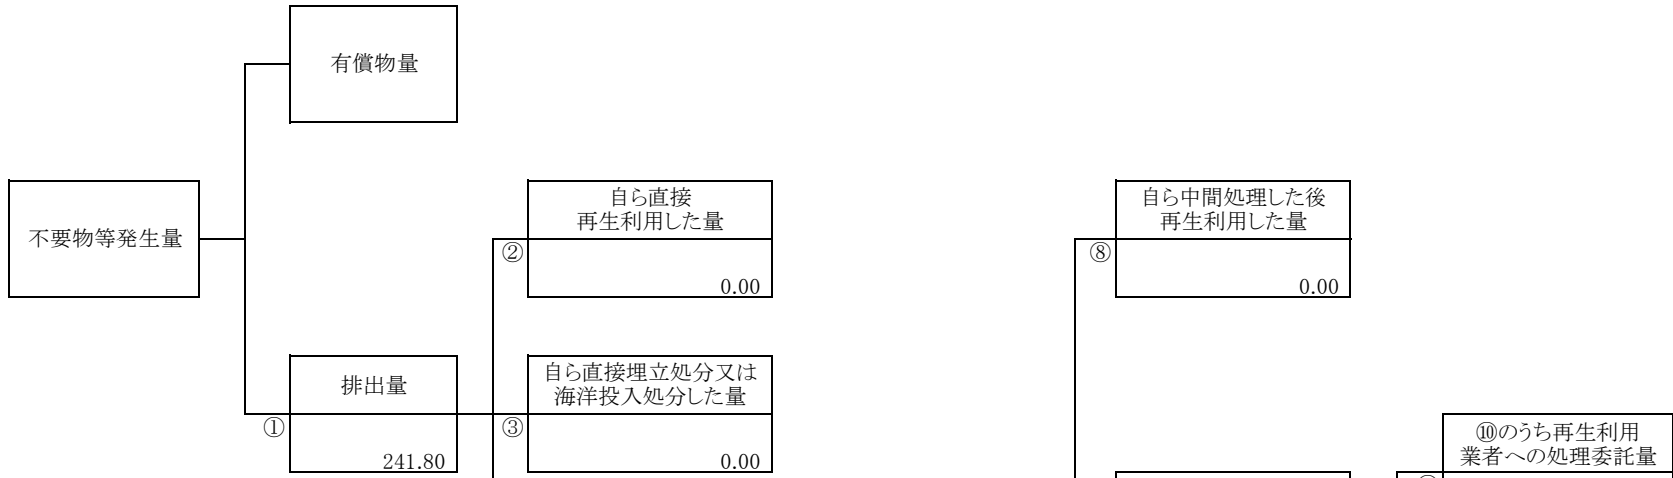 有償物量
不要物等発生量
自ら直接
再生利用した量
②
0.00
自ら中間処理した後
再生利用した量
⑧
0.00
排出量
①
241.80
自ら直接埋立処分又は
海洋投入処分した量
③
0.00
⑩のうち再生利用
業者への処理委託量